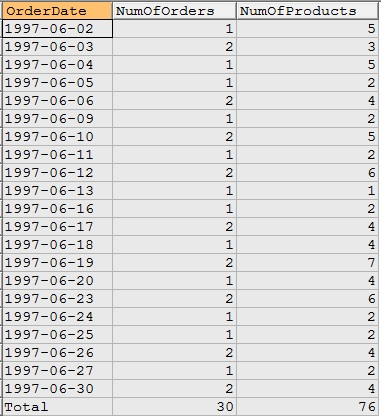 OrderDate NumOfOrders NumOfProducts
1997-06-02 1 5
1997-06-03 2 3
1997-06-04 1 5
1997-06-05 1 2
1997-06-06 2 4
1997-06-09 1 2
1997-06-10 2 5
1997-06-11 1 2
1997-06-12 2 6
1997-06-13 1 1
1997-06-16 1 2
1997-06-17 2 4
1997-06-18 1 4
1997-06-19 2 7
1997-06-20 1 4
1997-06-23 2 6
1997-06-24 1 2
1997-06-25 1 2
1997-06-26 2 4
1997-06-27 1 2
1997-06-30 2 4
Total 30 76